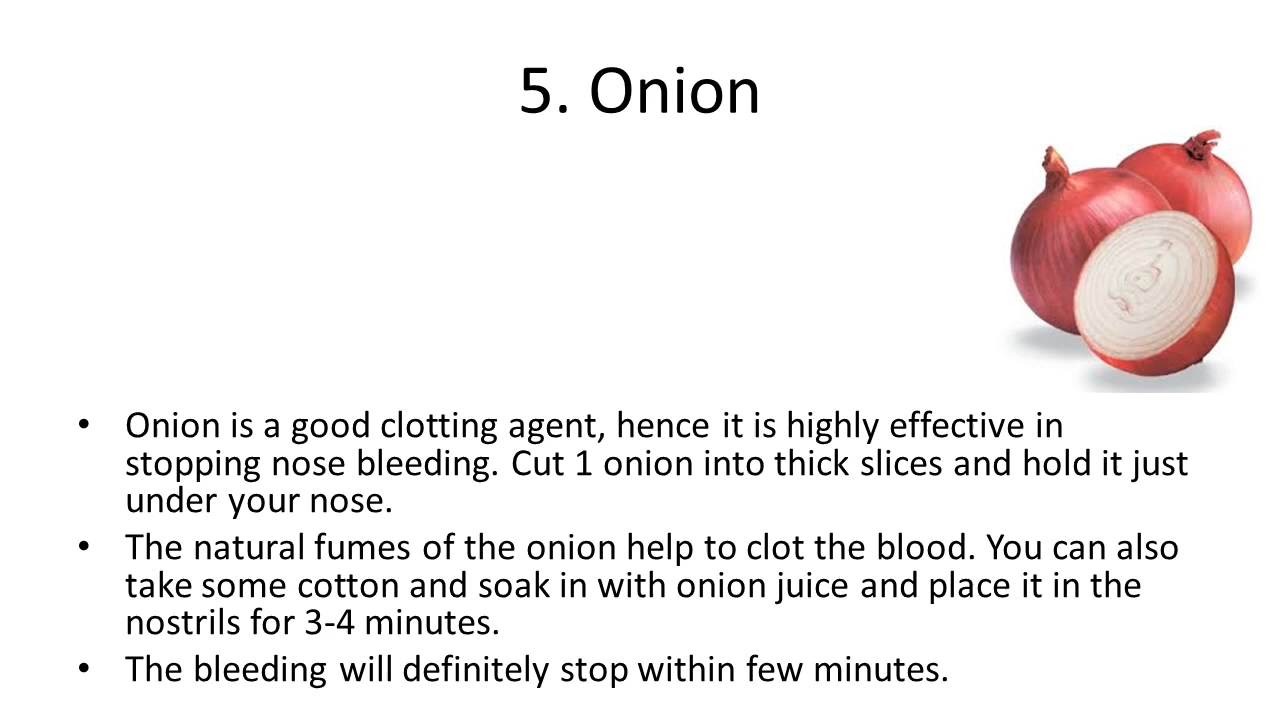 5. Onion
• Onion is a good clotting agent, hence it is highly effective in
stopping nose bleeding. Cut 1 onion into thick slices and hold it just
under your nose.
• The natural fumes of the onion help to clot the blood. You can also
take some cotton and soak in with onion juice and place it in the
nostrils for 3-4 minutes.
• The bleeding will definitely stop within few minutes.